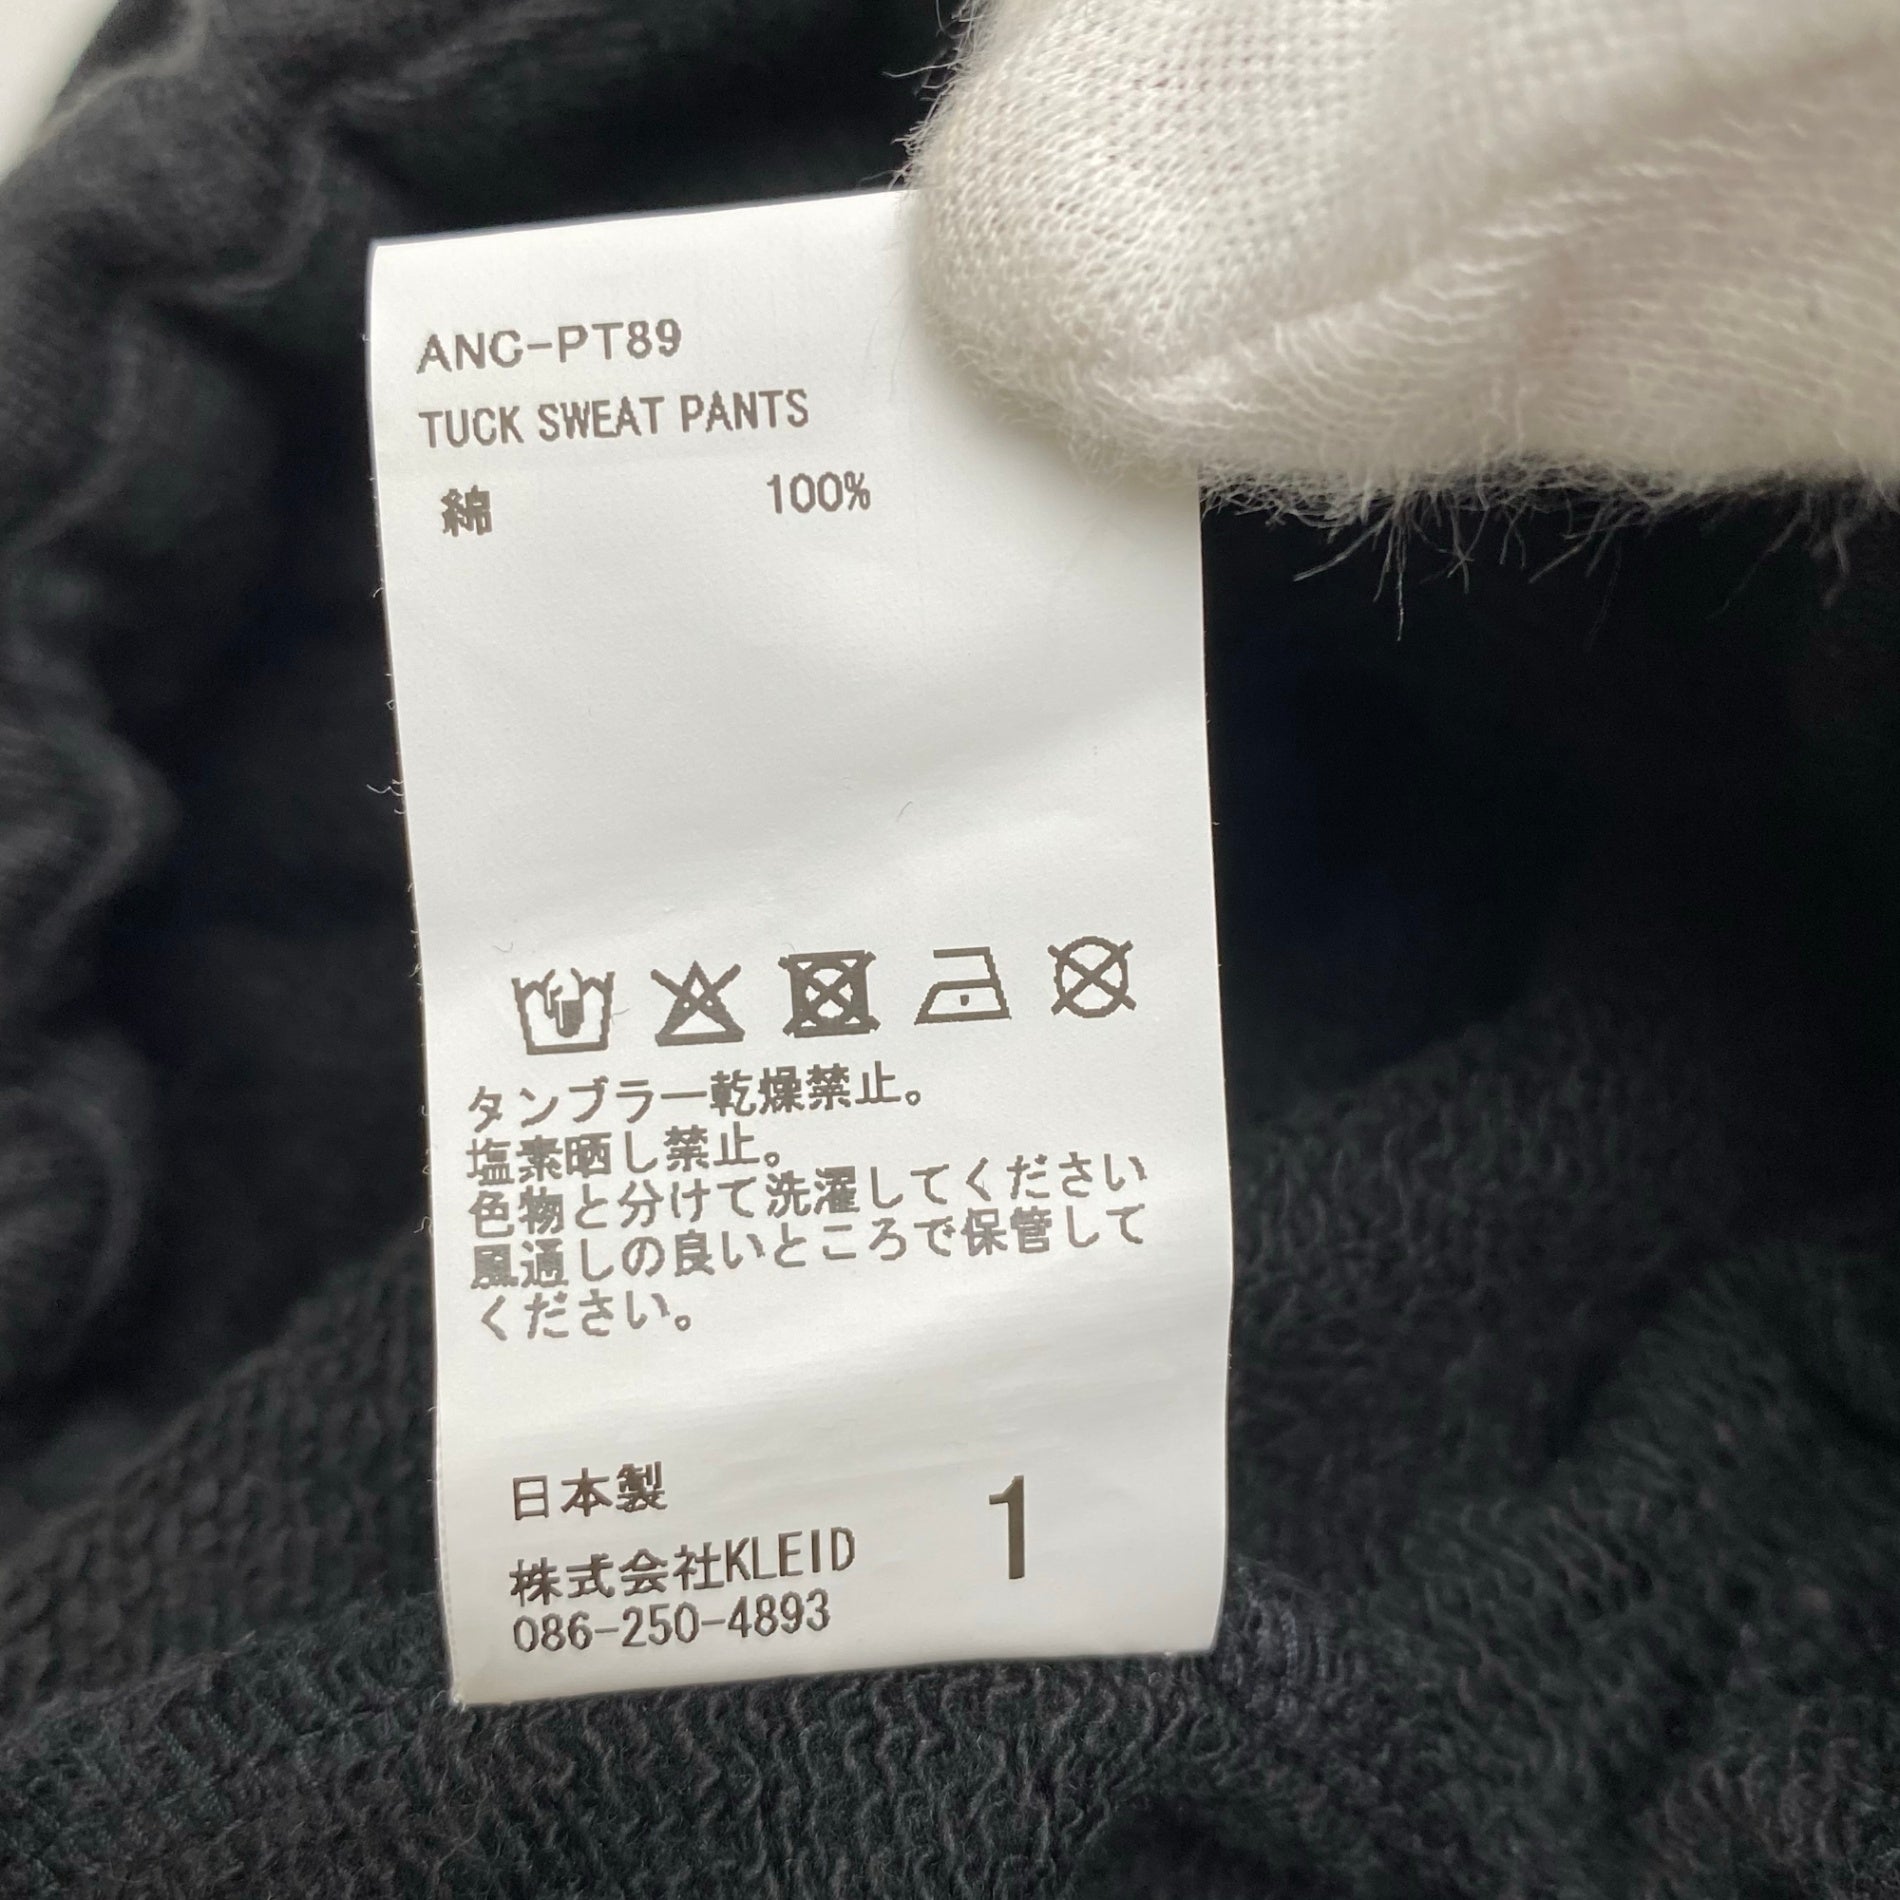 ANC-PT89
TUCK SWEAT PANTS
綿 100%
タンブラー乾燥禁止。
塩素晒し禁止。
色物と分けて洗濯してください
風通しの良いところで保管して
ください。
日本製
株式会社KLEID
086-250-4893
1